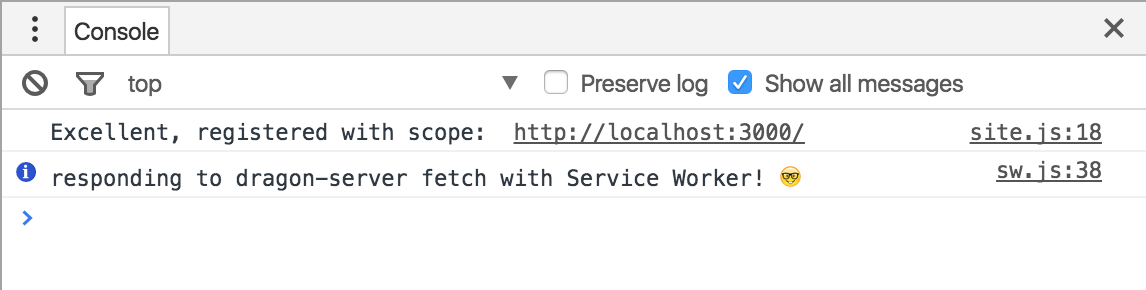 Console
top Preserve log Show all messages
Excellent, registered with scope: http://localhost:3000/ site.js:18
responding to dragon-server fetch with Service Worker! 🤓 sw.js:38